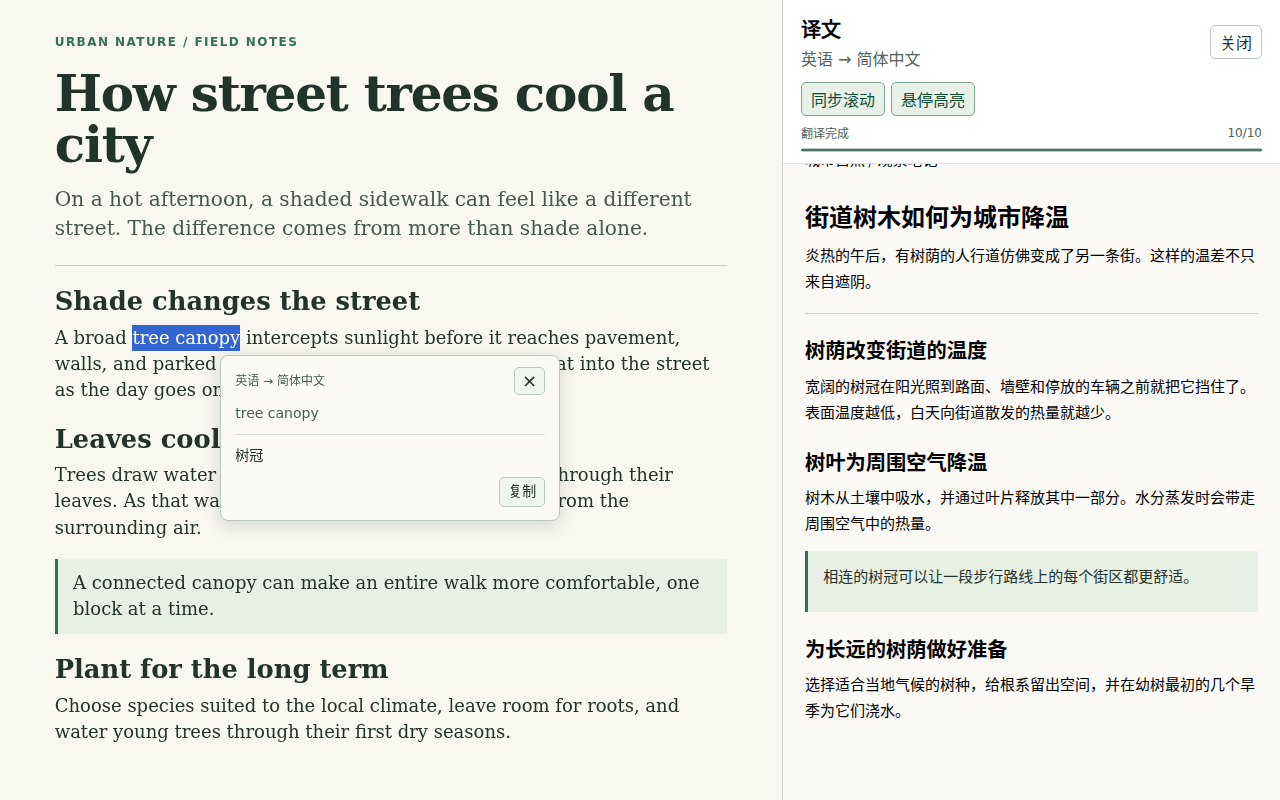 URBAN NATURE / FIELD NOTES
How street trees cool a
city
On a hot afternoon, a shaded sidewalk can feel like a different
street. The difference comes from more than shade alone.
Shade changes the street
A broad tree canopy intercepts sunlight before it reaches pavement,
walls, and parked at into the street
as the day goes on
英语 → 简体中文
×
tree canopy
树冠
复制
Leaves cool
Trees draw water through their
leaves. As that wa from the
surrounding air.
A connected canopy can make an entire walk more comfortable, one
block at a time.
Plant for the long term
Choose species suited to the local climate, leave room for roots, and
water young trees through their first dry seasons.
译文
英语 → 简体中文
关闭
同步滚动 悬停高亮
翻译完成 10/10
街道树木如何为城市降温
炎热的午后，有树荫的人行道仿佛变成了另一条街。这样的温差不只
来自遮阴。
树荫改变街道的温度
宽阔的树冠在阳光照到路面、墙壁和停放的车辆之前就把它挡住了。
表面温度越低，白天向街道散发的热量就越少。
树叶为周围空气降温
树木从土壤中吸水，并通过叶片释放其中一部分。水分蒸发时会带走
周围空气中的热量。
相连的树冠可以让一段步行路线上的每个街区都更舒适。
为长远的树荫做好准备
选择适合当地气候的树种，给根系留出空间，并在幼树最初的几个旱
季为它们浇水。